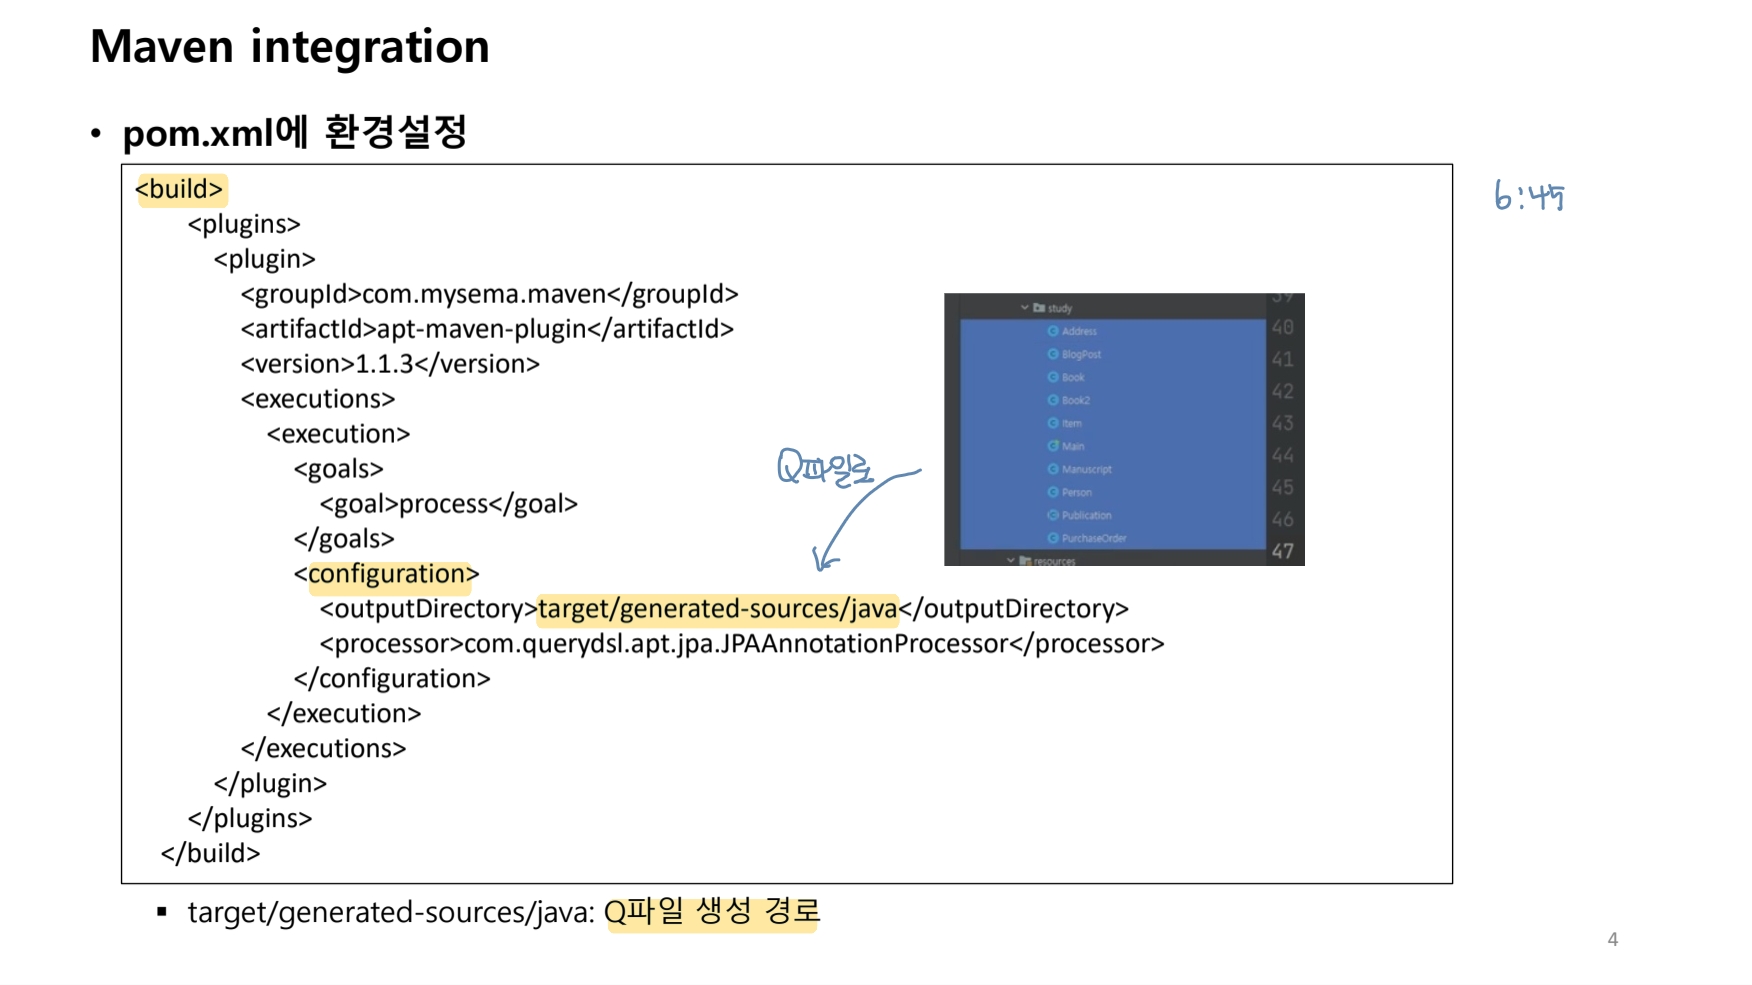 Maven integration
• pom.xml에 환경설정
<build>
<plugins>
<plugin>
<groupId>com.mysema.maven</groupId>
<artifactId>apt-maven-plugin</artifactId>
<version>1.1.3</version>
<executions>
<execution>
<goals>
<goal>process</goal>
</goals>
<configuration>
<outputDirectory>target/generated-sources/java</outputDirectory>
<processor>com.querydsl.apt.jpa.JPAAnnotationProcessor</processor>
</configuration>
</execution>
</executions>
</plugin>
</plugins>
</build>
6:45
Q파일로
39
study
Address 40
BlogPost 41
Book
Book2 42
Item 43
Main 44
Manuscript
Person 45
Publication 46
PurchaseOrder 47
resources
▪ target/generated-sources/java: Q파일 생성 경로
4